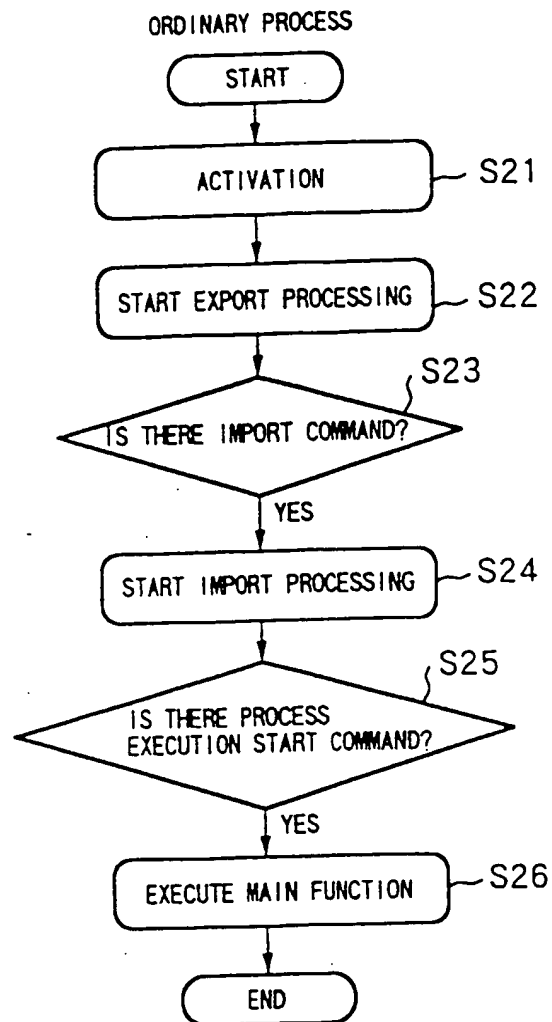 ORDINARY PROCESS
START
ACTIVATION
S21
START EXPORT PROCESSING
S22
S23
IS THERE IMPORT COMMAND?
YES
START IMPORT PROCESSING
S24
S25
IS THERE PROCESS
EXECUTION START COMMAND?
YES
EXECUTE MAIN FUNCTION
S26
END